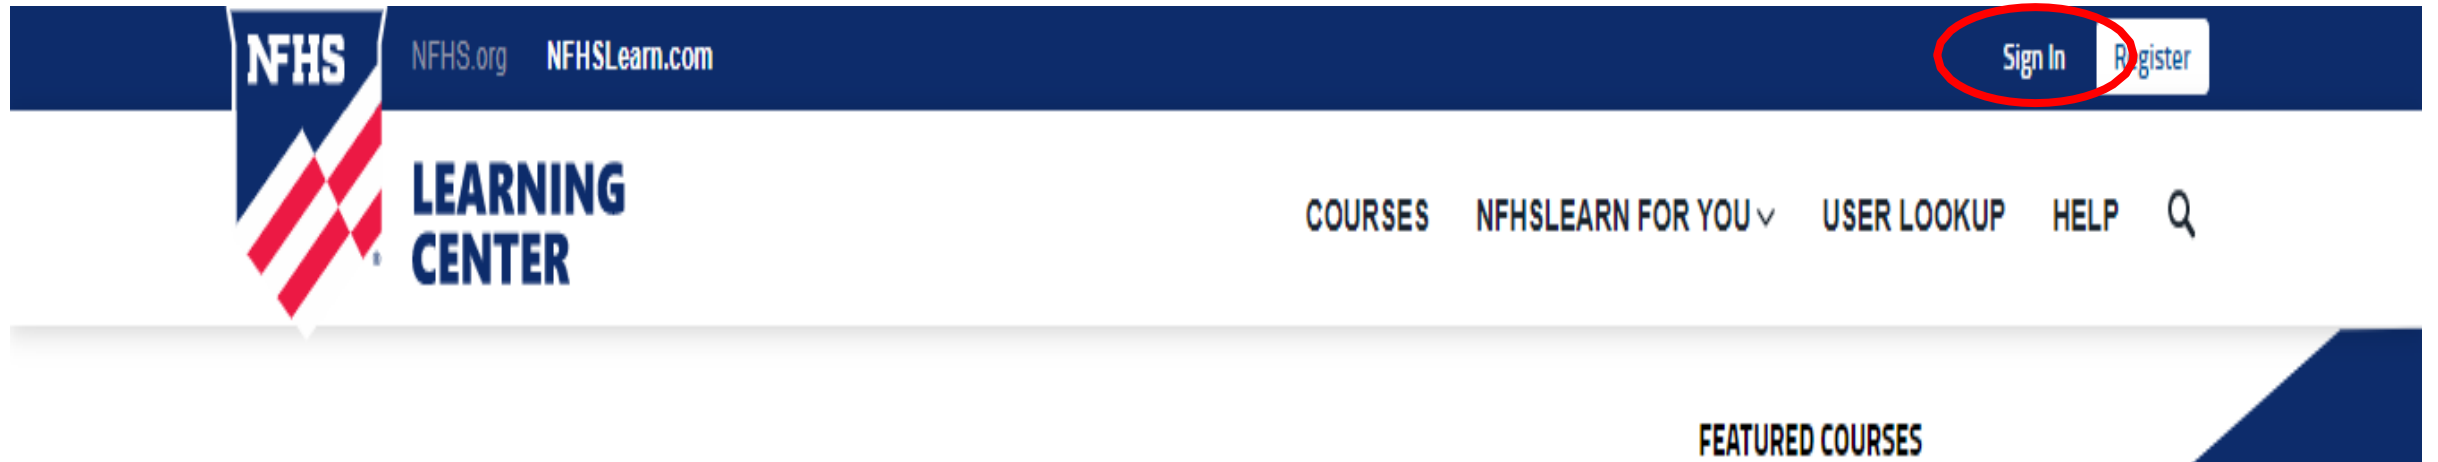 NFHS NFHS.org NFHSLearn.com Sign In Register
LEARNING
CENTER
COURSES NFHSLEARN FOR YOU USER LOOKUP HELP
FEATURED COURSES